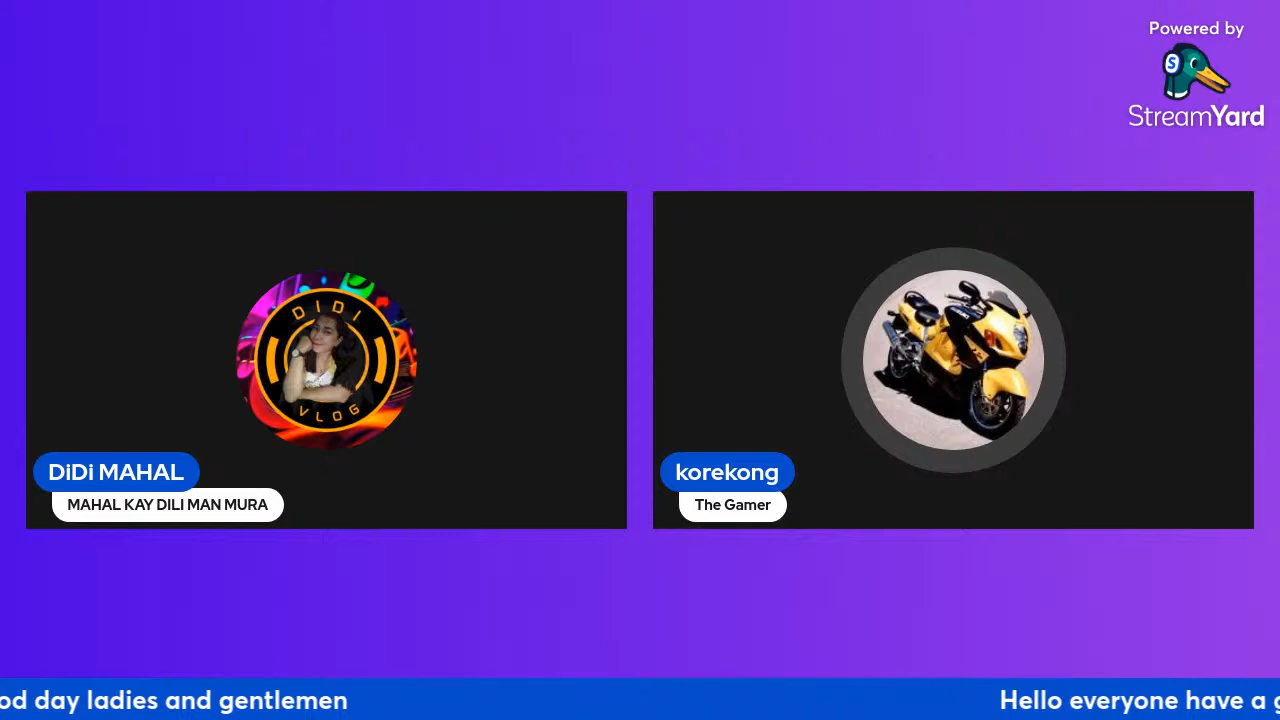 Powered by
StreamYard
S
DIDI
VLOG
DiDi MAHAL
MAHAL KAY DILI MAN MURA
SUZUKI
korekong
The Gamer
od day ladies and gentlemen
Hello everyone have a g